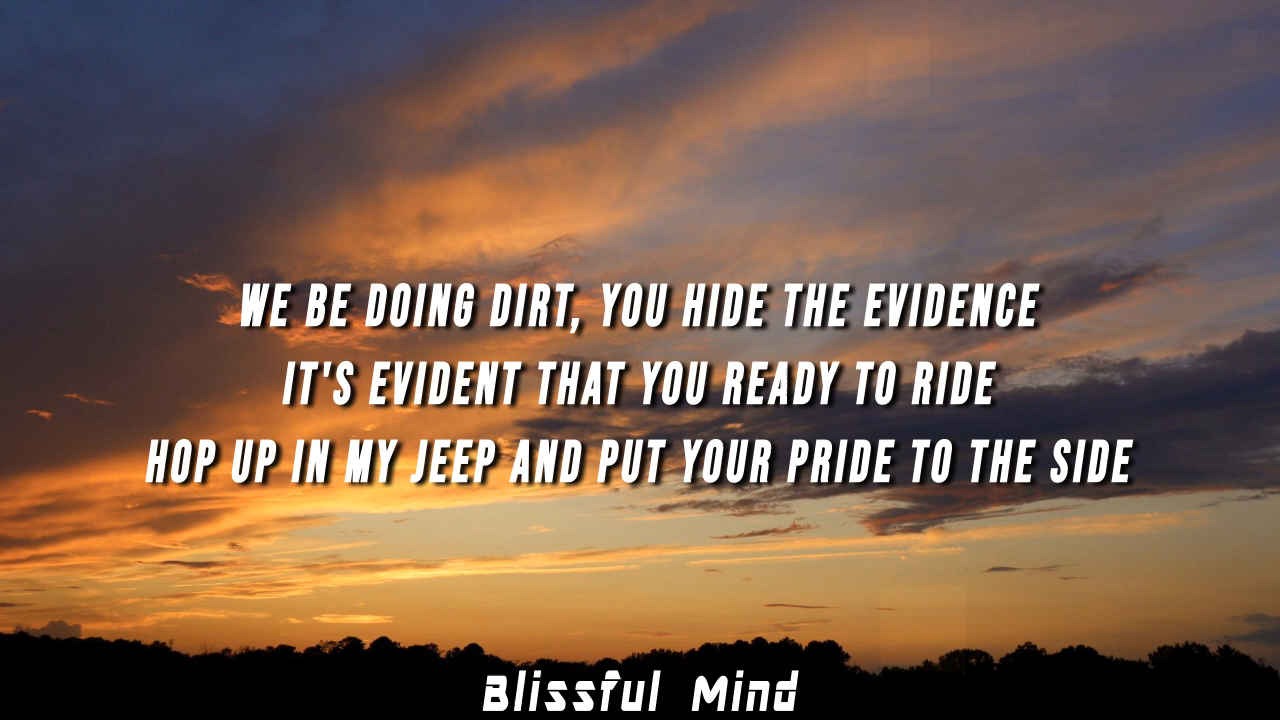 WE BE DOING DIRT, YOU HIDE THE EVIDENCE
IT'S EVIDENT THAT YOU READY TO RIDE
HOP UP IN MY JEEP AND PUT YOUR PRIDE TO THE SIDE
Blissful Mind